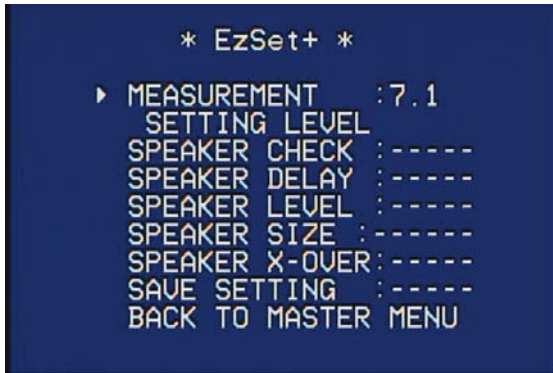 * EzSet+ *
MEASUREMENT :7.1
SETTING LEVEL
SPEAKER CHECK :-----
SPEAKER DELAY :-----
SPEAKER LEVEL :-----
SPEAKER SIZE :------
SPEAKER X-OVER:-----
SAVE SETTING :-----
BACK TO MASTER MENU